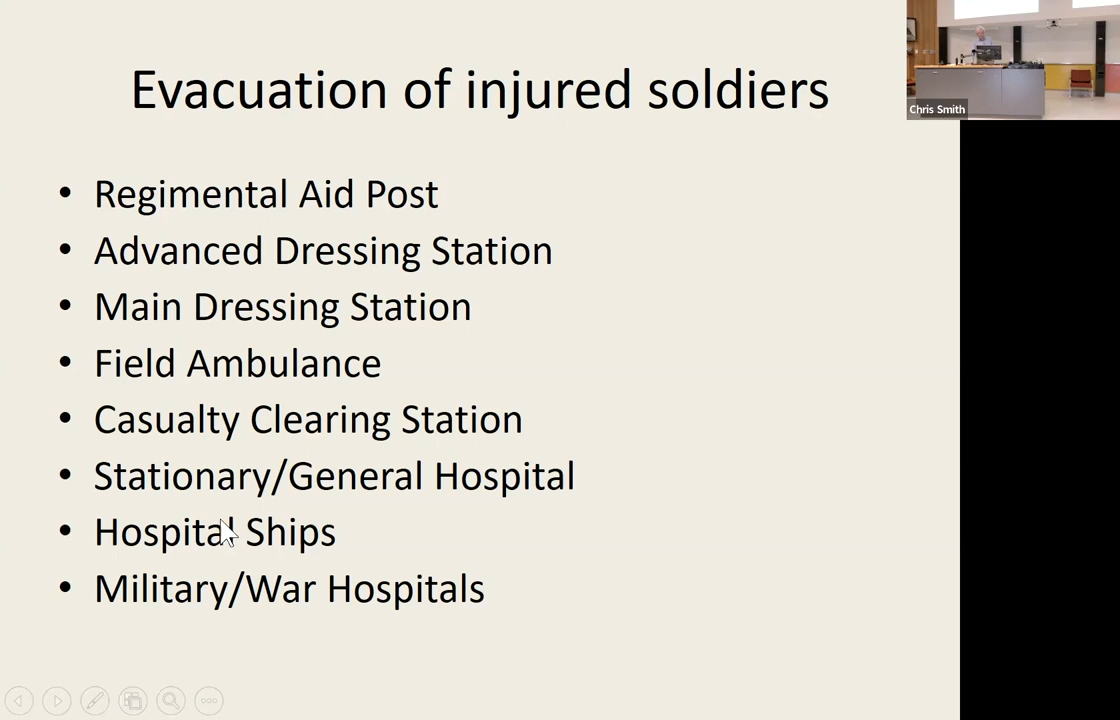 Evacuation of injured soldiers
Chris Smith
• Regimental Aid Post
• Advanced Dressing Station
• Main Dressing Station
• Field Ambulance
• Casualty Clearing Station
• Stationary/General Hospital
• Hospital Ships
• Military/War Hospitals